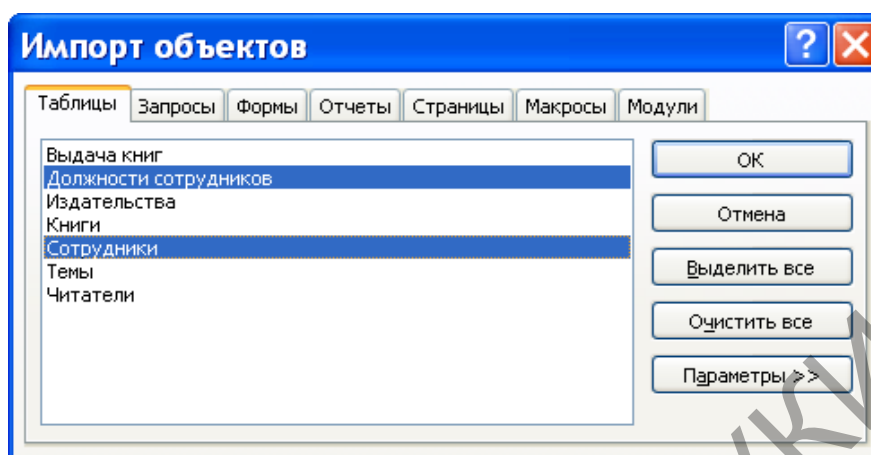 Импорт объектов
Таблицы Запросы Формы Отчеты Страницы Макросы Модули
Выдача книг
Должности сотрудников
Издательства
Книги
Сотрудники
Темы
Читатели
ОК
Отмена
Выделить все
Очистить все
Параметры >>